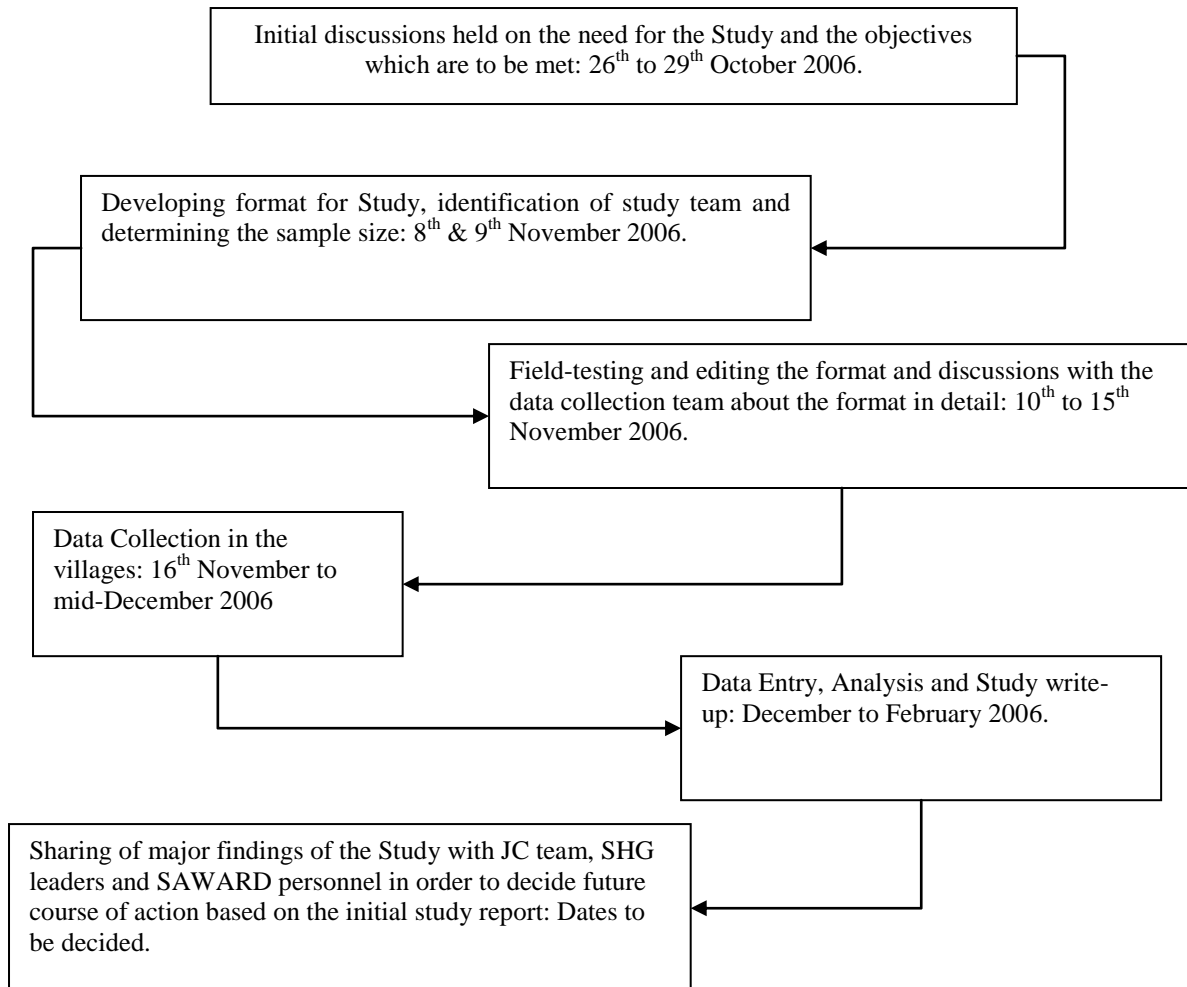 Initial discussions held on the need for the Study and the objectives
which are to be met: 26th to 29th October 2006.
Developing format for Study, identification of study team and
determining the sample size: 8th & 9th November 2006.
Field-testing and editing the format and discussions with the
data collection team about the format in detail: 10th to 15th
November 2006.
Data Collection in the
villages: 16th November to
mid-December 2006
Data Entry, Analysis and Study write-
up: December to February 2006.
Sharing of major findings of the Study with JC team, SHG
leaders and SAWARD personnel in order to decide future
course of action based on the initial study report: Dates to
be decided.